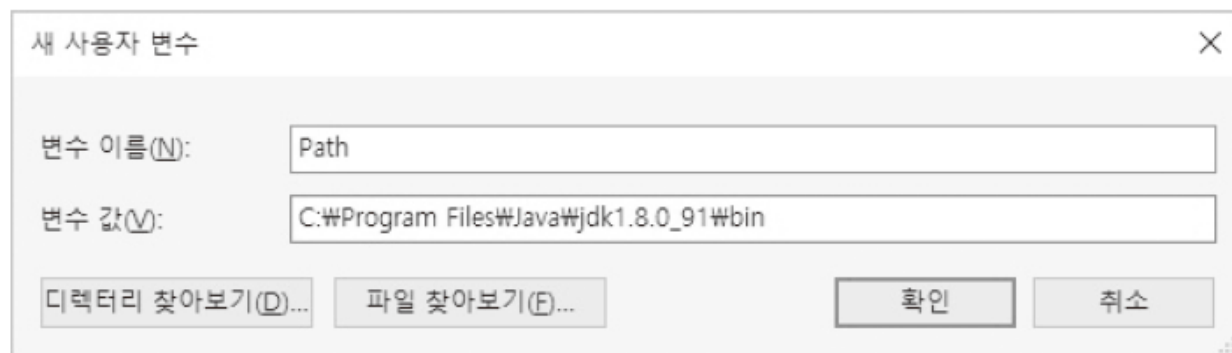 새 사용자 변수
변수 이름(N): Path
변수 값(V): C:₩Program Files₩Java₩jdk1.8.0_91₩bin
디렉터리 찾아보기(D)... 파일 찾아보기(F)... 확인 취소